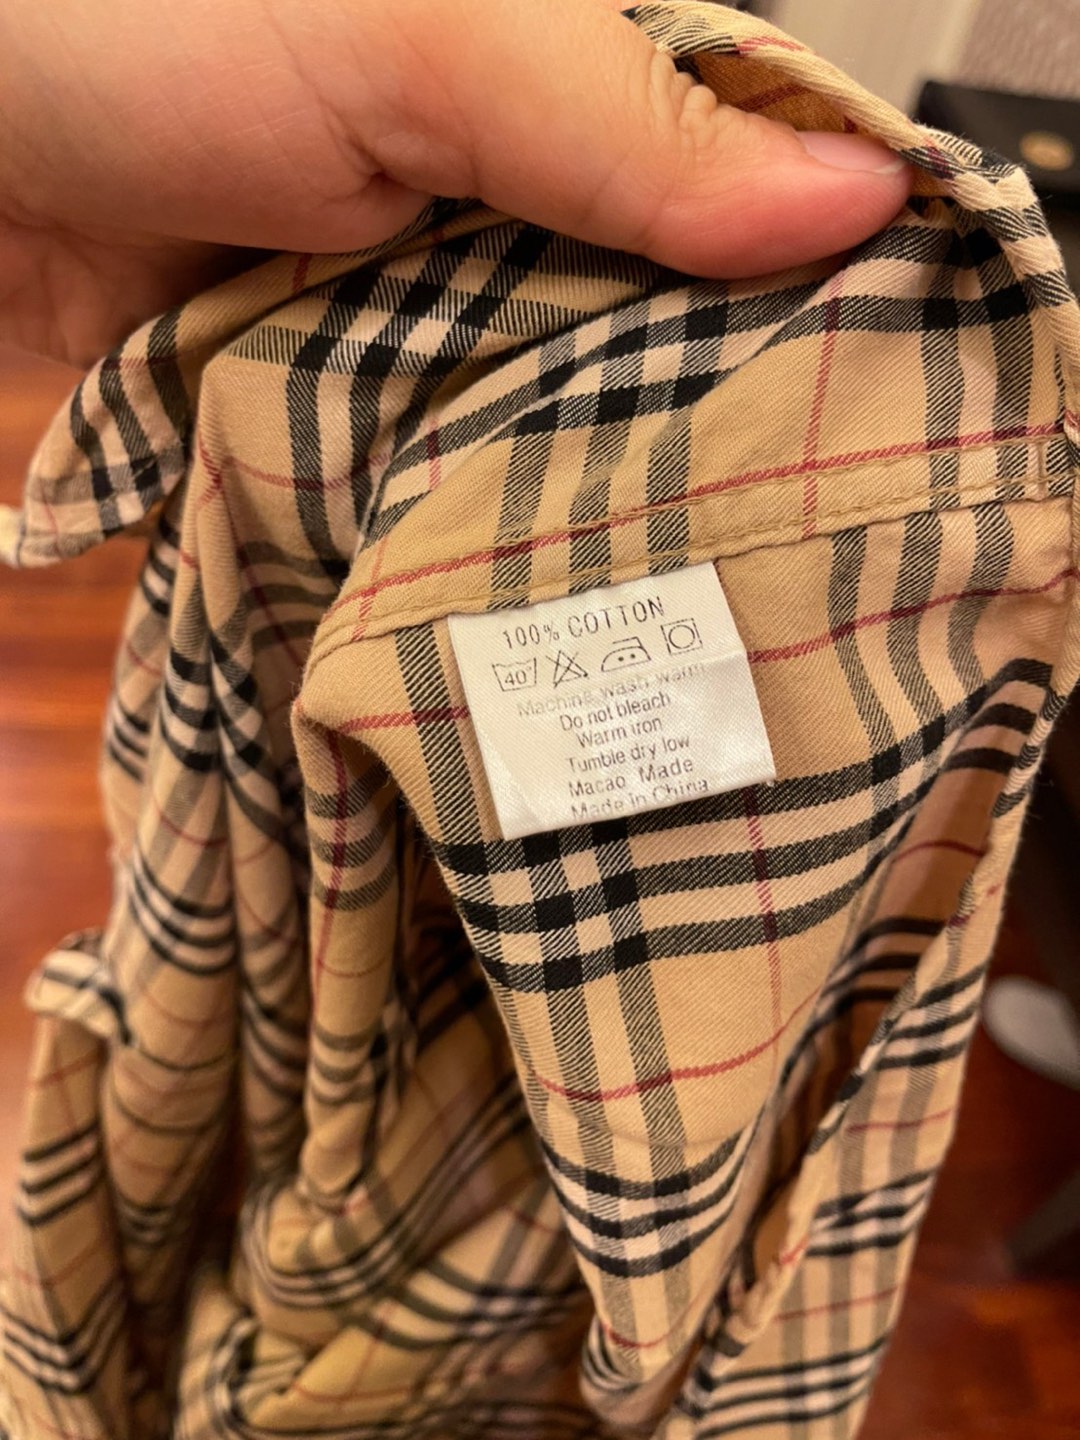 100% COTTON
40°
Machine wash warm
Do not bleach
Warm iron
Tumble dry low
Macao Made
Made in China